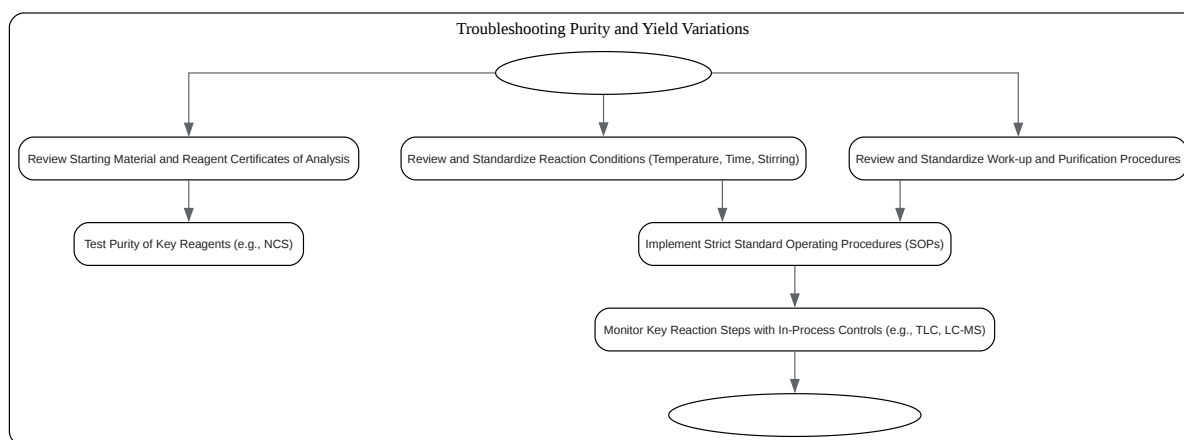 Troubleshooting Purity and Yield Variations
Review Starting Material and Reagent Certificates of Analysis
Review and Standardize Reaction Conditions (Temperature, Time, Stirring)
Review and Standardize Work-up and Purification Procedures
Test Purity of Key Reagents (e.g., NCS)
Implement Strict Standard Operating Procedures (SOPs)
Monitor Key Reaction Steps with In-Process Controls (e.g., TLC, LC-MS)